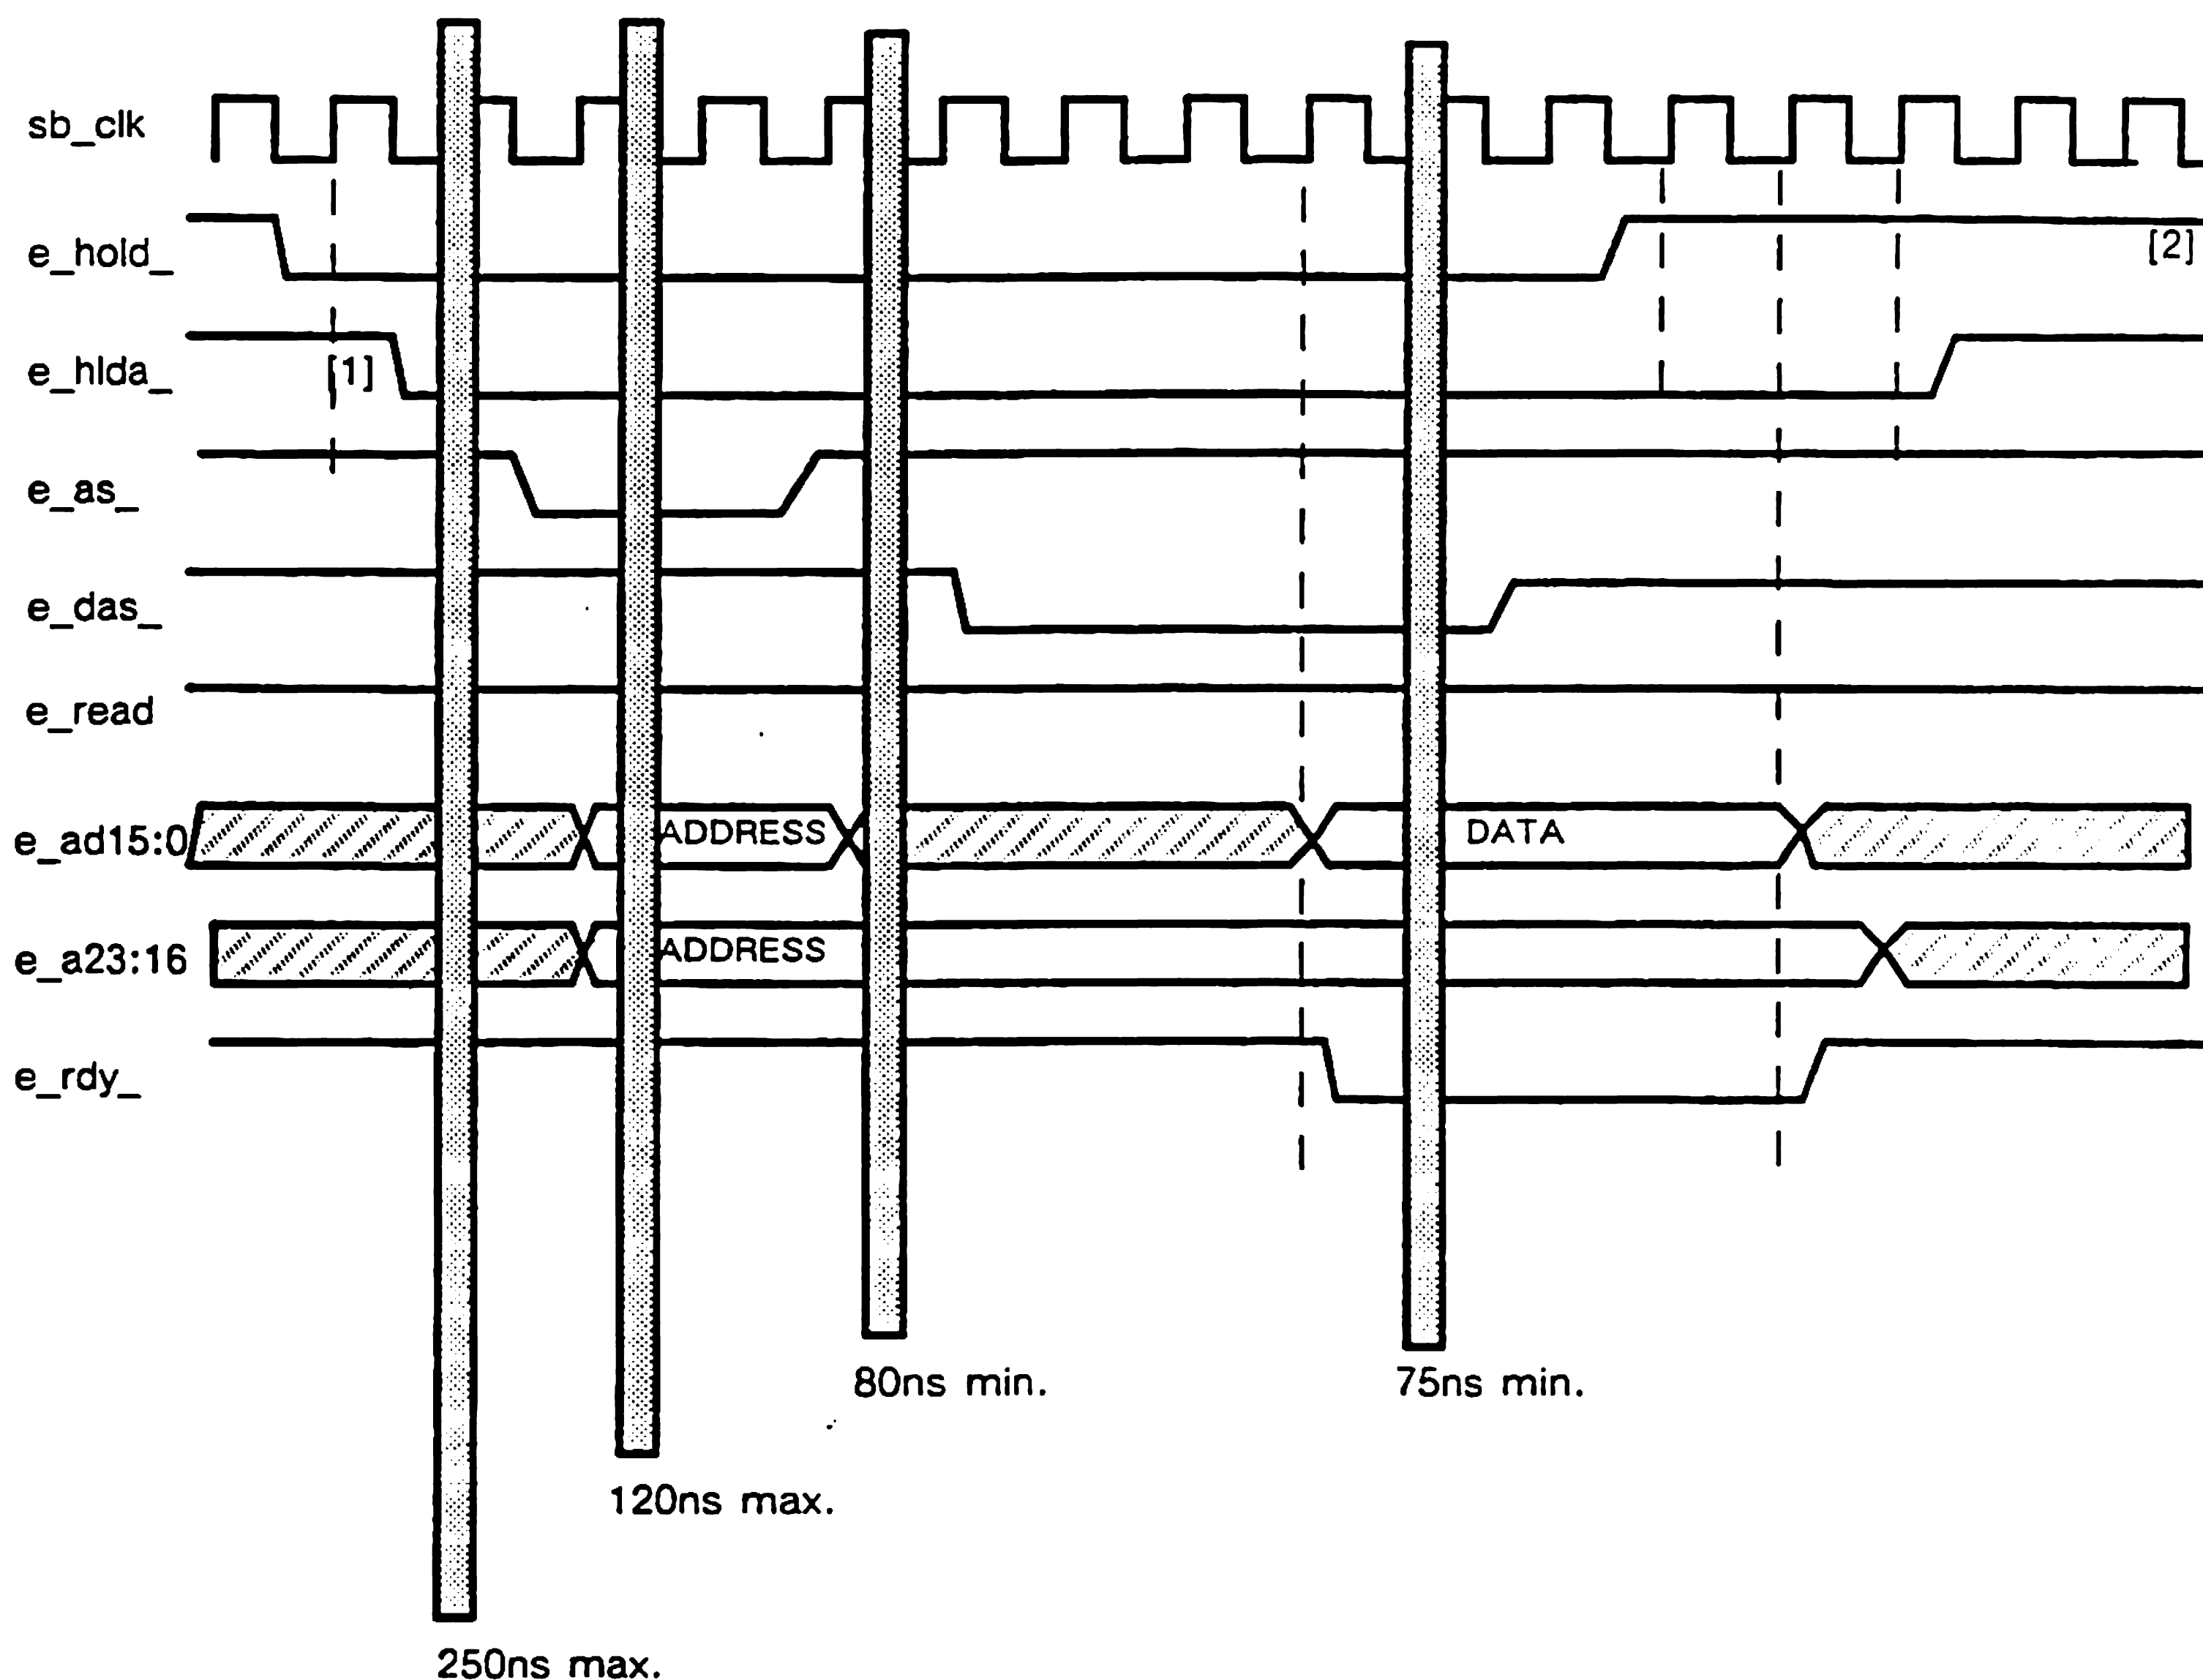 sb_clk
e_hold_
[2]
e_hlda_
[1]
e_as_
e_das_
e_read
e_ad15:0
ADDRESS
DATA
e_a23:16
ADDRESS
e_rdy_
80ns min.
75ns min.
120ns max.
250ns max.